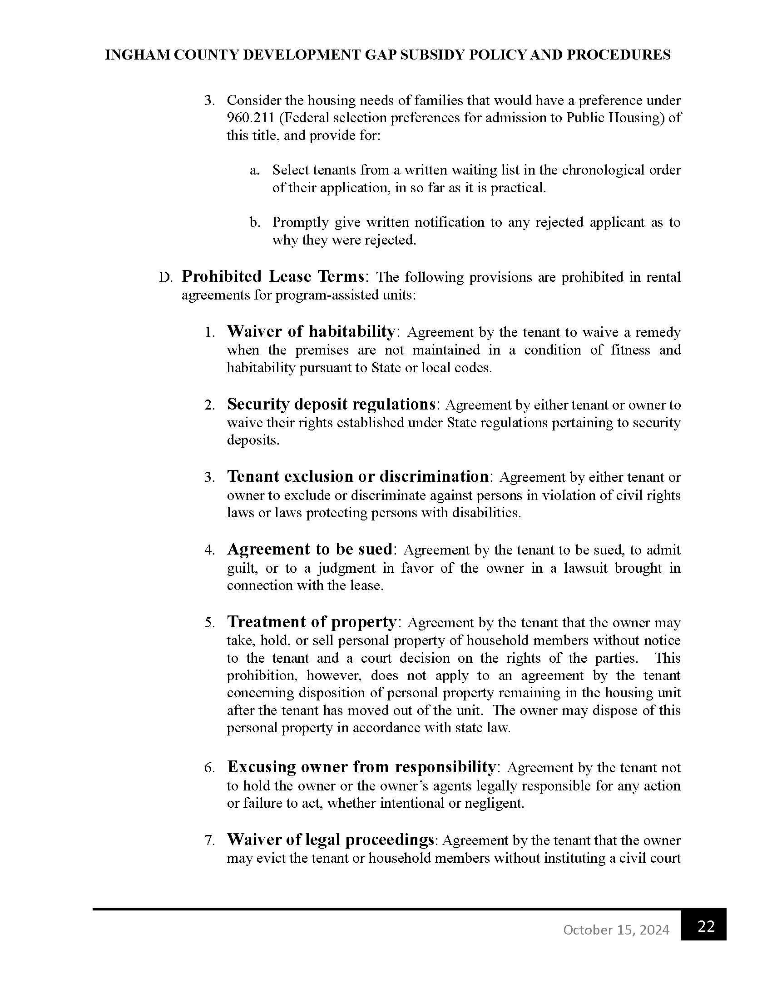 INGHAM COUNTY DEVELOPMENT GAP SUBSIDY POLICY AND PROCEDURES
3. Consider the housing needs of families that would have a preference under
960.211 (Federal selection preferences for admission to Public Housing) of
this title, and provide for:
a. Select tenants from a written waiting list in the chronological order
of their application, in so far as it is practical.
b. Promptly give written notification to any rejected applicant as to
why they were rejected.
D. Prohibited Lease Terms: The following provisions are prohibited in rental
agreements for program-assisted units:
1. Waiver of habitability: Agreement by the tenant to waive a remedy
when the premises are not maintained in a condition of fitness and
habitability pursuant to State or local codes.
2. Security deposit regulations: Agreement by either tenant or owner to
waive their rights established under State regulations pertaining to security
deposits.
3. Tenant exclusion or discrimination: Agreement by either tenant or
owner to exclude or discriminate against persons in violation of civil rights
laws or laws protecting persons with disabilities.
4. Agreement to be sued: Agreement by the tenant to be sued, to admit
guilt, or to a judgment in favor of the owner in a lawsuit brought in
connection with the lease.
5. Treatment of property: Agreement by the tenant that the owner may
take, hold, or sell personal property of household members without notice
to the tenant and a court decision on the rights of the parties. This
prohibition, however, does not apply to an agreement by the tenant
concerning disposition of personal property remaining in the housing unit
after the tenant has moved out of the unit. The owner may dispose of this
personal property in accordance with state law.
6. Excusing owner from responsibility: Agreement by the tenant not
to hold the owner or the owner’s agents legally responsible for any action
or failure to act, whether intentional or negligent.
7. Waiver of legal proceedings: Agreement by the tenant that the owner
may evict the tenant or household members without instituting a civil court
October 15, 2024 22